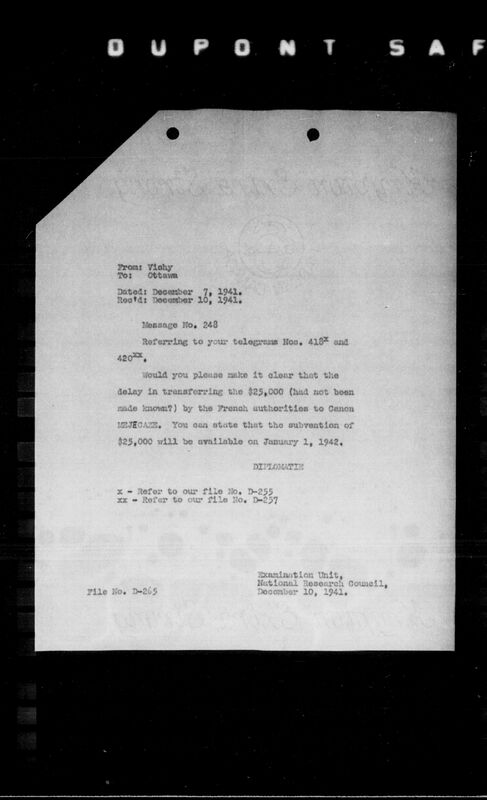 DUPONT SAF
From: Vichy
To: Ottawa
Dated: December 7, 1941.
Rec'd: December 10, 1941.
Message No. 248
Referring to your telegrams Nos. 418x and
420xx.
Would you please make it clear that the
delay in transferring the $25,000 (had not been
made known?) by the French authorities to Canon
MEJECAZE. You can state that the subvention of
$25,000 will be available on January 1, 1942.
DIPLOMATIE
x - Refer to our file No. D-255
xx - Refer to our file No. D-257
Examination Unit,
National Research Council,
File No. D-265 December 10, 1941.